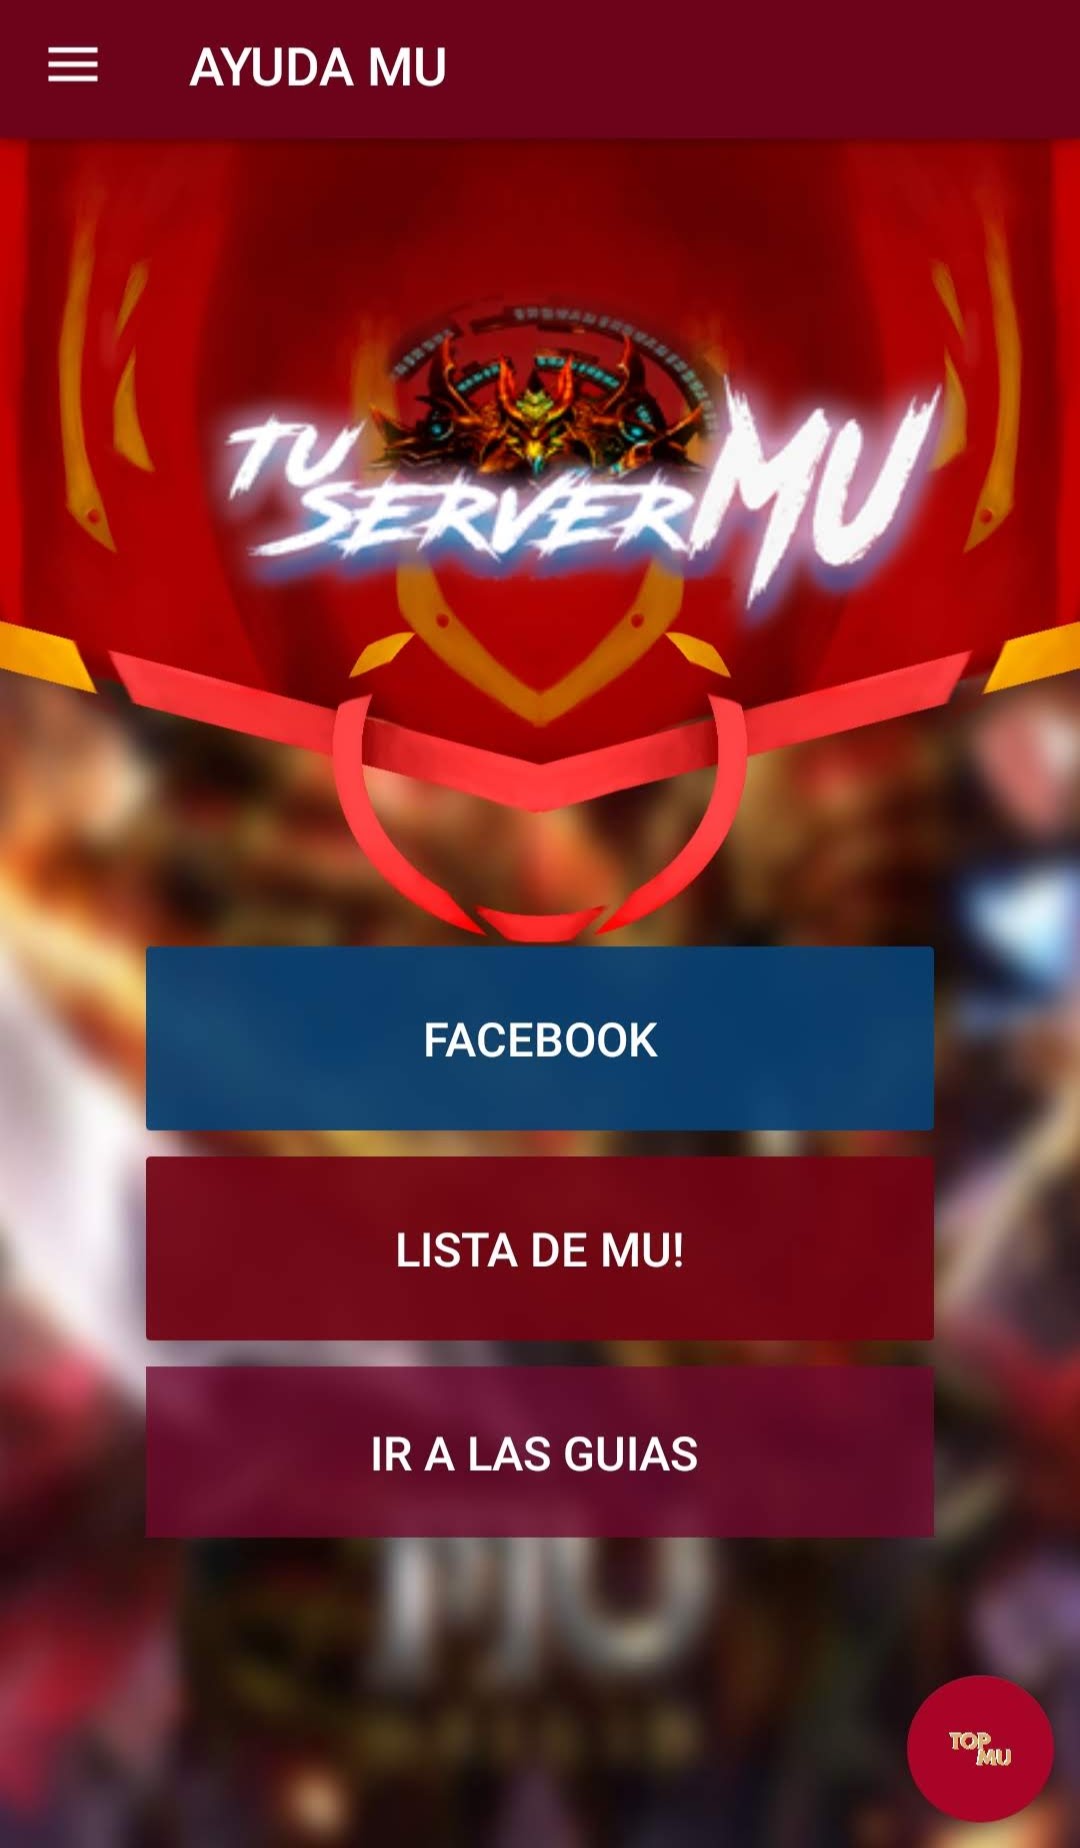 AYUDA MU
TU
SERVER MU
FACEBOOK
LISTA DE MU!
IR A LAS GUIAS
MU
TOP
MU